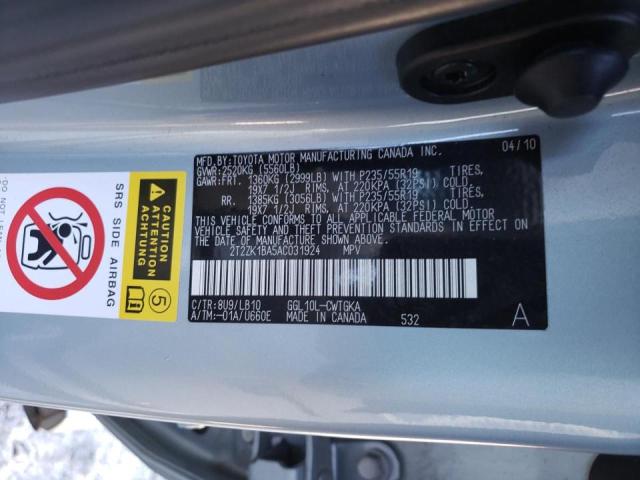 MFD.BY:TOYOTA MOTOR MANUFACTURING CANADA INC. 04/10
GVWR:2520KG (5560LB)
GAWR:FRT. 1360KG (2999LB) WITH P235/55R19 TIRES,
19X7 1/2J RIMS, AT 220KPA (32PSI) COLD.
RR. 1385KG (3056LB) WITH P235/55R19 TIRES,
19X7 1/2J RIMS, AT 220KPA (32PSI) COLD.
THIS VEHICLE CONFORMS TO ALL APPLICABLE FEDERAL MOTOR
VEHICLE SAFETY AND THEFT PREVENTION STANDARDS IN EFFECT
ON THE DATE OF MANUFACTURE SHOWN ABOVE.
2T2ZK1BA5AC031924 MPV
C/TR:8U9/LB10 GGL10L-CWTGKA
A/TM:-01A/U660E MADE IN CANADA 532 A
SRS SIDE AIRBAG
CAUTION
ATTENTION
5
DO NOT LEAN